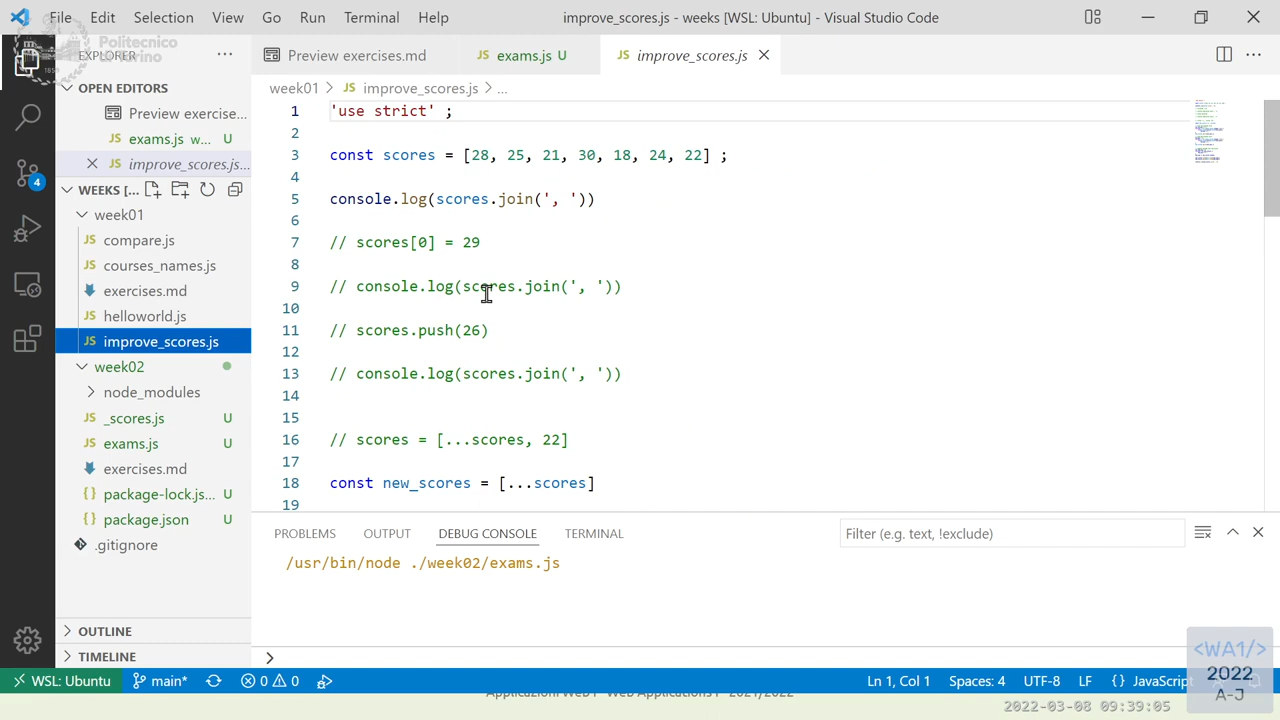 File Edit Selection View Go Run Terminal Help improve_scores.js - weeks [WSL: Ubuntu] - Visual Studio Code
Politecnico
di Torino
EXPLORER ...
Preview exercises.md
JS exams.js U
JS improve_scores.js
OPEN EDITORS
Preview exercise...
JS exams.js w... U
JS improve_scores.js...
WEEKS [...
week01
JS compare.js
JS courses_names.js
exercises.md
JS helloworld.js
JS improve_scores.js
week02
node_modules
JS _scores.js U
JS exams.js U
exercises.md
{} package-lock.js... U
{} package.json U
.gitignore
OUTLINE
TIMELINE
4
week01 > JS improve_scores.js > ...
1 'use strict' ;
2
3 const scores = [28, 25, 21, 30, 18, 24, 22] ;
4
5 console.log(scores.join(', '))
6
7 // scores[0] = 29
8
9 // console.log(scores.join(', '))
10
11 // scores.push(26)
12
13 // console.log(scores.join(', '))
14
15
16 // scores = [...scores, 22]
17
18 const new_scores = [...scores]
19
PROBLEMS OUTPUT DEBUG CONSOLE TERMINAL Filter (e.g. text, !exclude)
/usr/bin/node ./week02/exams.js
>
WSL: Ubuntu main* 0 0 Ln 1, Col 1 Spaces: 4 UTF-8 LF {} JavaScript
<WA1/>
2022
A-J
Applicazioni Web I - Web Applications I - 2021/2022
2022-03-08 09:39:05